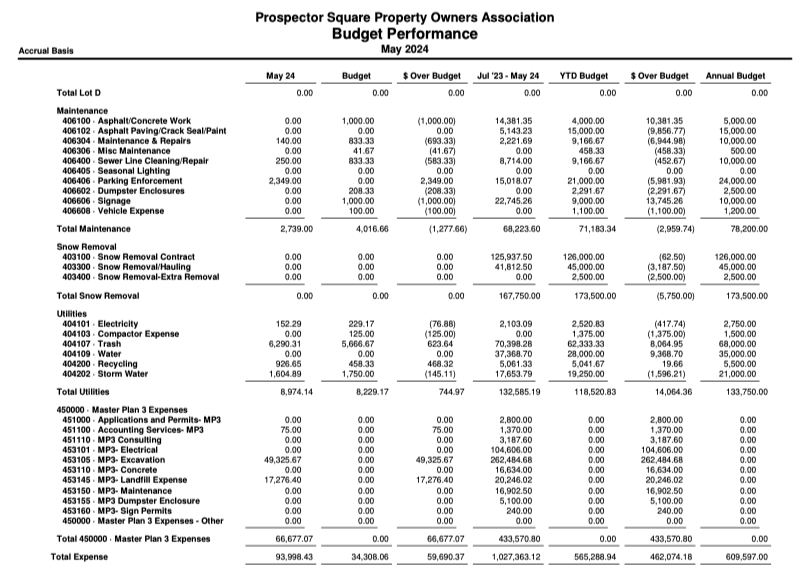 Prospector Square Property Owners Association
Budget Performance
Accrual Basis May 2024
May 24 Budget $ Over Budget Jul '23 - May 24 YTD Budget $ Over Budget Annual Budget
Total Lot D 0.00 0.00 0.00 0.00 0.00 0.00 0.00
Maintenance
406100 · Asphalt/Concrete Work 0.00 1,000.00 (1,000.00) 14,381.35 4,000.00 10,381.35 5,000.00
406102 · Asphalt Paving/Crack Seal/Paint 0.00 0.00 0.00 5,143.23 15,000.00 (9,856.77) 15,000.00
406304 · Maintenance & Repairs 140.00 833.33 (693.33) 2,221.69 9,166.67 (6,944.98) 10,000.00
406306 · Misc Maintenance 0.00 41.67 (41.67) 0.00 458.33 (458.33) 500.00
406400 · Sewer Line Cleaning/Repair 250.00 833.33 (583.33) 8,714.00 9,166.67 (452.67) 10,000.00
406405 · Seasonal Lighting 0.00 0.00 0.00 0.00 0.00 0.00 0.00
406406 · Parking Enforcement 2,349.00 0.00 2,349.00 15,018.07 21,000.00 (5,981.93) 24,000.00
406602 · Dumpster Enclosures 0.00 208.33 (208.33) 0.00 2,291.67 (2,291.67) 2,500.00
406606 · Signage 0.00 1,000.00 (1,000.00) 22,745.26 9,000.00 13,745.26 10,000.00
406608 · Vehicle Expense 0.00 100.00 (100.00) 0.00 1,100.00 (1,100.00) 1,200.00
Total Maintenance 2,739.00 4,016.66 (1,277.66) 68,223.60 71,183.34 (2,959.74) 78,200.00
Snow Removal
403100 · Snow Removal Contract 0.00 0.00 0.00 125,937.50 126,000.00 (62.50) 126,000.00
403300 · Snow Removal/Hauling 0.00 0.00 0.00 41,812.50 45,000.00 (3,187.50) 45,000.00
403400 · Snow Removal-Extra Removal 0.00 0.00 0.00 0.00 2,500.00 (2,500.00) 2,500.00
Total Snow Removal 0.00 0.00 0.00 167,750.00 173,500.00 (5,750.00) 173,500.00
Utilities
404101 · Electricity 152.29 229.17 (76.88) 2,103.09 2,520.83 (417.74) 2,750.00
404103 · Compactor Expense 0.00 125.00 (125.00) 0.00 1,375.00 (1,375.00) 1,500.00
404107 · Trash 6,290.31 5,666.67 623.64 70,398.28 62,333.33 8,064.95 68,000.00
404109 · Water 0.00 0.00 0.00 37,368.70 28,000.00 9,368.70 35,000.00
404200 · Recycling 926.65 458.33 468.32 5,061.33 5,041.67 19.66 5,500.00
404202 · Storm Water 1,604.89 1,750.00 (145.11) 17,653.79 19,250.00 (1,596.21) 21,000.00
Total Utilities 8,974.14 8,229.17 744.97 132,585.19 118,520.83 14,064.36 133,750.00
450000 · Master Plan 3 Expenses
451000 · Applications and Permits- MP3 0.00 0.00 0.00 2,800.00 0.00 2,800.00 0.00
451100 · Accounting Services- MP3 75.00 0.00 75.00 1,370.00 0.00 1,370.00 0.00
451110 · MP3 Consulting 0.00 0.00 0.00 3,187.60 0.00 3,187.60 0.00
453101 · MP3- Electrical 0.00 0.00 0.00 104,606.00 0.00 104,606.00 0.00
453105 · MP3- Excavation 49,325.67 0.00 49,325.67 262,484.68 0.00 262,484.68 0.00
453110 · MP3- Concrete 0.00 0.00 0.00 16,634.00 0.00 16,634.00 0.00
453145 · MP3- Landfill Expense 17,276.40 0.00 17,276.40 20,246.02 0.00 20,246.02 0.00
453150 · MP3- Maintenance 0.00 0.00 0.00 16,902.50 0.00 16,902.50 0.00
453155 · MP3 Dumpster Enclosure 0.00 0.00 0.00 5,100.00 0.00 5,100.00 0.00
453160 · MP3- Sign Permits 0.00 0.00 0.00 240.00 0.00 240.00 0.00
450000 · Master Plan 3 Expenses - Other 0.00 0.00 0.00 0.00 0.00 0.00 0.00
Total 450000 · Master Plan 3 Expenses 66,677.07 0.00 66,677.07 433,570.80 0.00 433,570.80 0.00
Total Expense 93,998.43 34,308.06 59,690.37 1,027,363.12 565,288.94 462,074.18 609,597.00